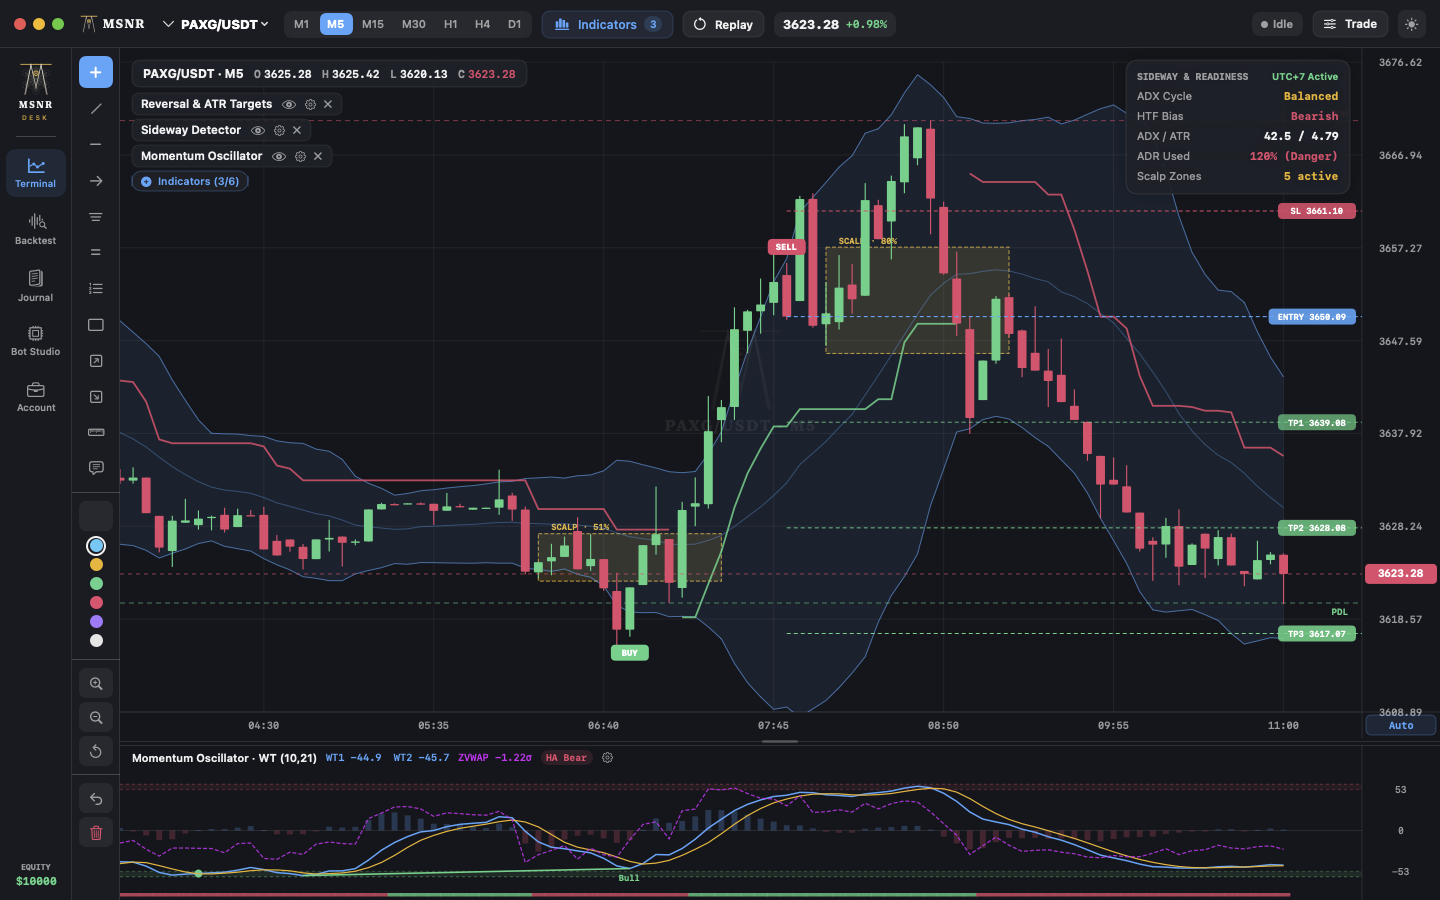 MSNR
PAXG/USDT
M1 M5 M15 M30 H1 H4 D1
Indicators 3
Replay
3623.28 +0.98%
Idle
Trade
MSNR
DESK
Terminal
Backtest
Journal
Bot Studio
Account
EQUITY
$10000
PAXG/USDT · M5 O 3625.28 H 3625.42 L 3620.13 C 3623.28
Reversal & ATR Targets
Sideway Detector
Momentum Oscillator
Indicators (3/6)
SIDEWAY & READINESS UTC+7 Active
ADX Cycle Balanced
HTF Bias Bearish
ADX / ATR 42.5 / 4.79
ADR Used 120% (Danger)
Scalp Zones 5 active
SELL
SCALP · 80%
SCALP · 51%
BUY
PAXG/USDT · M5
SL 3661.10
ENTRY 3650.09
TP1 3639.08
TP2 3628.08
PDL
TP3 3617.07
3676.62
3666.94
3657.27
3647.59
3637.92
3628.24
3623.28
3618.57
3608.89
Auto
04:30 05:35 06:40 07:45 08:50 09:55 11:00
Momentum Oscillator · WT (10,21) WT1 -44.9 WT2 -45.7 ZVWAP -1.22σ HA Bear
53
0
-53
Bull